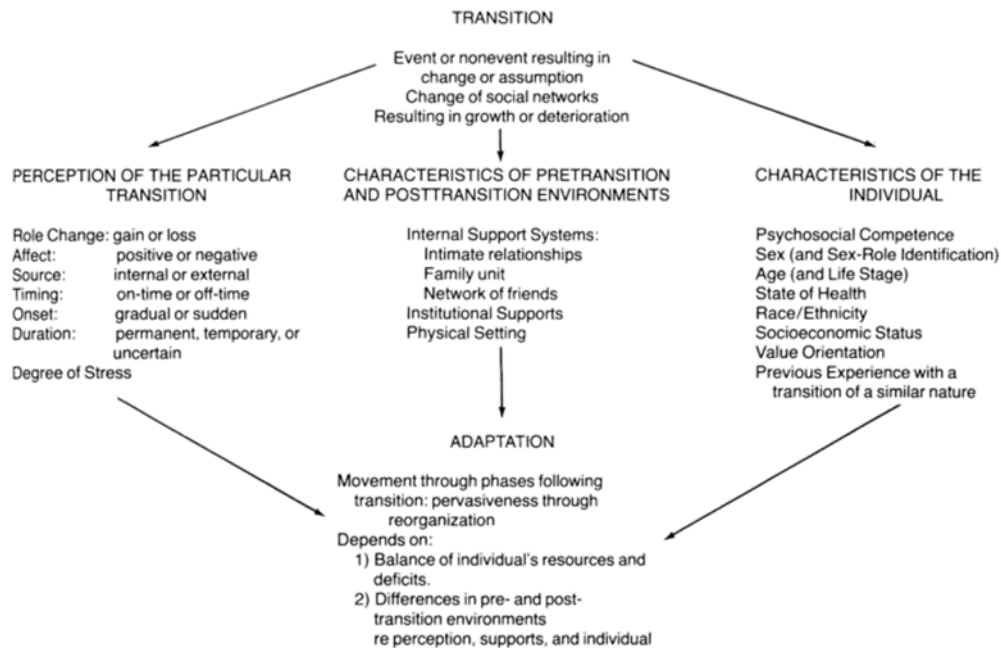 TRANSITION
Event or nonevent resulting in
change or assumption
Change of social networks
Resulting in growth or deterioration
PERCEPTION OF THE PARTICULAR
TRANSITION
Role Change: gain or loss
Affect: positive or negative
Source: internal or external
Timing: on-time or off-time
Onset: gradual or sudden
Duration: permanent, temporary, or
uncertain
Degree of Stress
CHARACTERISTICS OF PRETRANSITION
AND POSTTRANSITION ENVIRONMENTS
Internal Support Systems:
Intimate relationships
Family unit
Network of friends
Institutional Supports
Physical Setting
CHARACTERISTICS OF THE
INDIVIDUAL
Psychosocial Competence
Sex (and Sex-Role Identification)
Age (and Life Stage)
State of Health
Race/Ethnicity
Socioeconomic Status
Value Orientation
Previous Experience with a
transition of a similar nature
ADAPTATION
Movement through phases following
transition: pervasiveness through
reorganization
Depends on:
1) Balance of individual's resources and
deficits.
2) Differences in pre- and post-
transition environments
re perception, supports, and individual